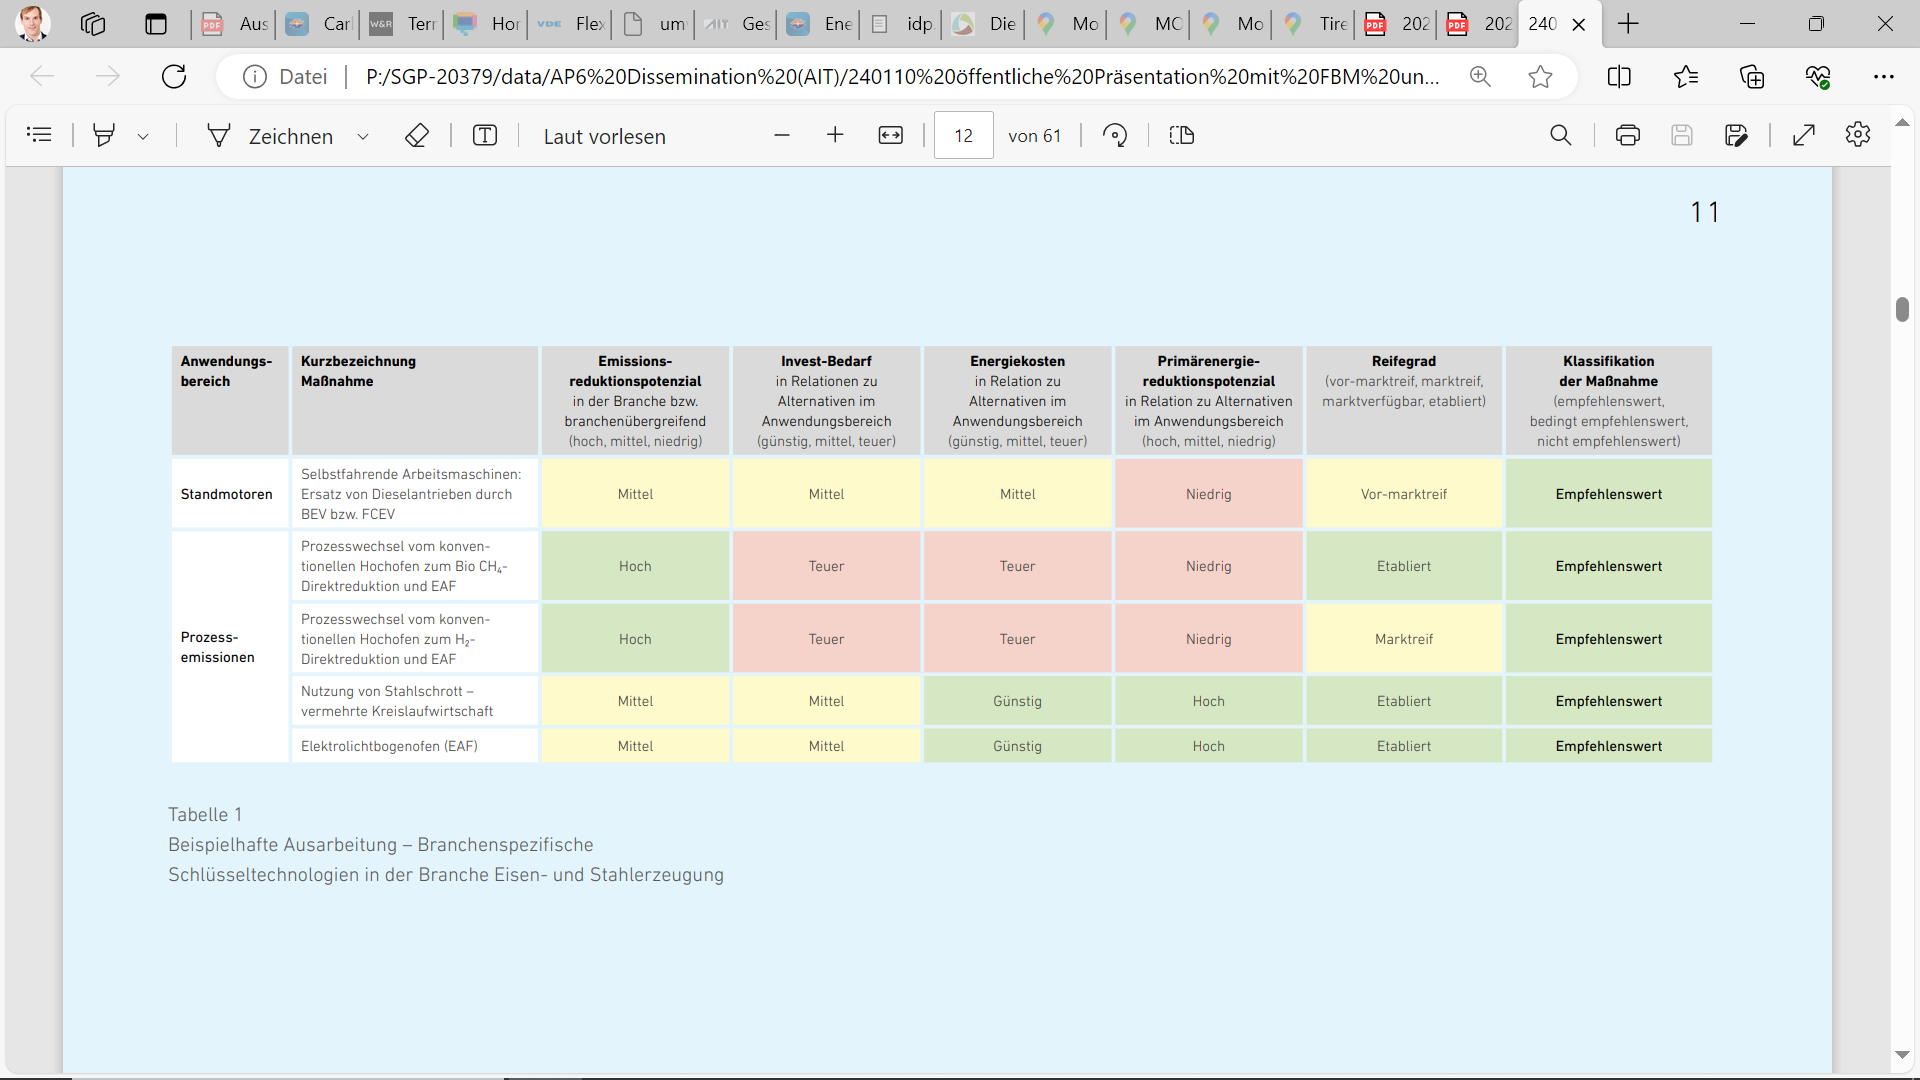 Aus
Carl
W&R
Terr
Hor
VDE
Flex
um
AIT
Ges
Ene
idp
Die
Mo
MO
Mo
Tire
PDF
202
PDF
202
240
Datei
P:/SGP-20379/data/AP6%20Dissemination%20(AIT)/240110%20öffentliche%20Präsentation%20mit%20FBM%20un...
Zeichnen
Laut vorlesen
12
von 61
11
Anwendungs-
bereich
Kurzbezeichnung
Maßnahme
Emissions-
reduktionspotenzial
in der Branche bzw.
branchenübergreifend
(hoch, mittel, niedrig)
Invest-Bedarf
in Relationen zu
Alternativen im
Anwendungsbereich
(günstig, mittel, teuer)
Energiekosten
in Relation zu
Alternativen im
Anwendungsbereich
(günstig, mittel, teuer)
Primärenergie-
reduktionspotenzial
in Relation zu Alternativen
im Anwendungsbereich
(hoch, mittel, niedrig)
Reifegrad
(vor-marktreif, marktreif,
marktverfügbar, etabliert)
Klassifikation
der Maßnahme
(empfehlenswert,
bedingt empfehlenswert,
nicht empfehlenswert)
Standmotoren
Selbstfahrende Arbeitsmaschinen:
Ersatz von Dieselantrieben durch
BEV bzw. FCEV
Mittel
Mittel
Mittel
Niedrig
Vor-marktreif
Empfehlenswert
Prozess-
emissionen
Prozesswechsel vom konven-
tionellen Hochofen zum Bio CH₄-
Direktreduktion und EAF
Hoch
Teuer
Teuer
Niedrig
Etabliert
Empfehlenswert
Prozesswechsel vom konven-
tionellen Hochofen zum H₂-
Direktreduktion und EAF
Hoch
Teuer
Teuer
Niedrig
Marktreif
Empfehlenswert
Nutzung von Stahlschrott –
vermehrte Kreislaufwirtschaft
Mittel
Mittel
Günstig
Hoch
Etabliert
Empfehlenswert
Elektrolichtbogenofen (EAF)
Mittel
Mittel
Günstig
Hoch
Etabliert
Empfehlenswert
Tabelle 1
Beispielhafte Ausarbeitung – Branchenspezifische
Schlüsseltechnologien in der Branche Eisen- und Stahlerzeugung